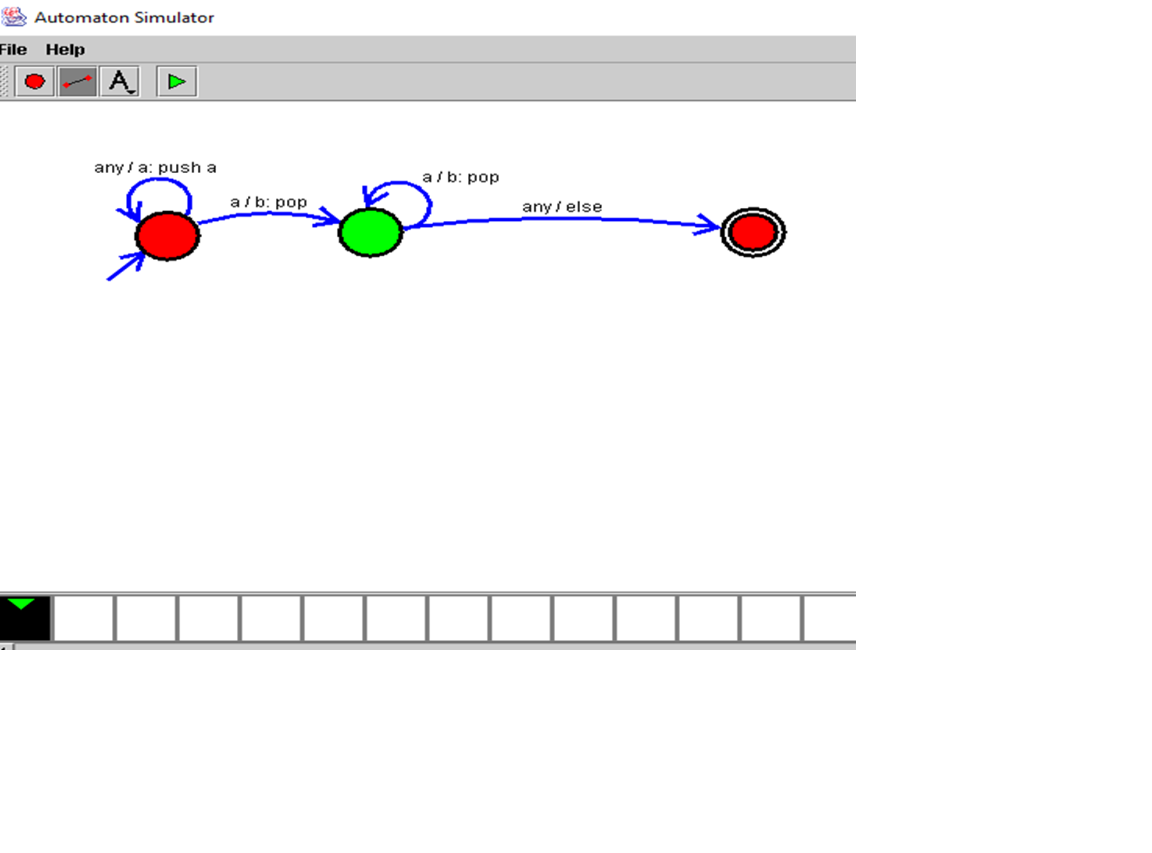 Automaton Simulator
File Help
A
any / a: push a
a / b: pop
a / b: pop
any / else